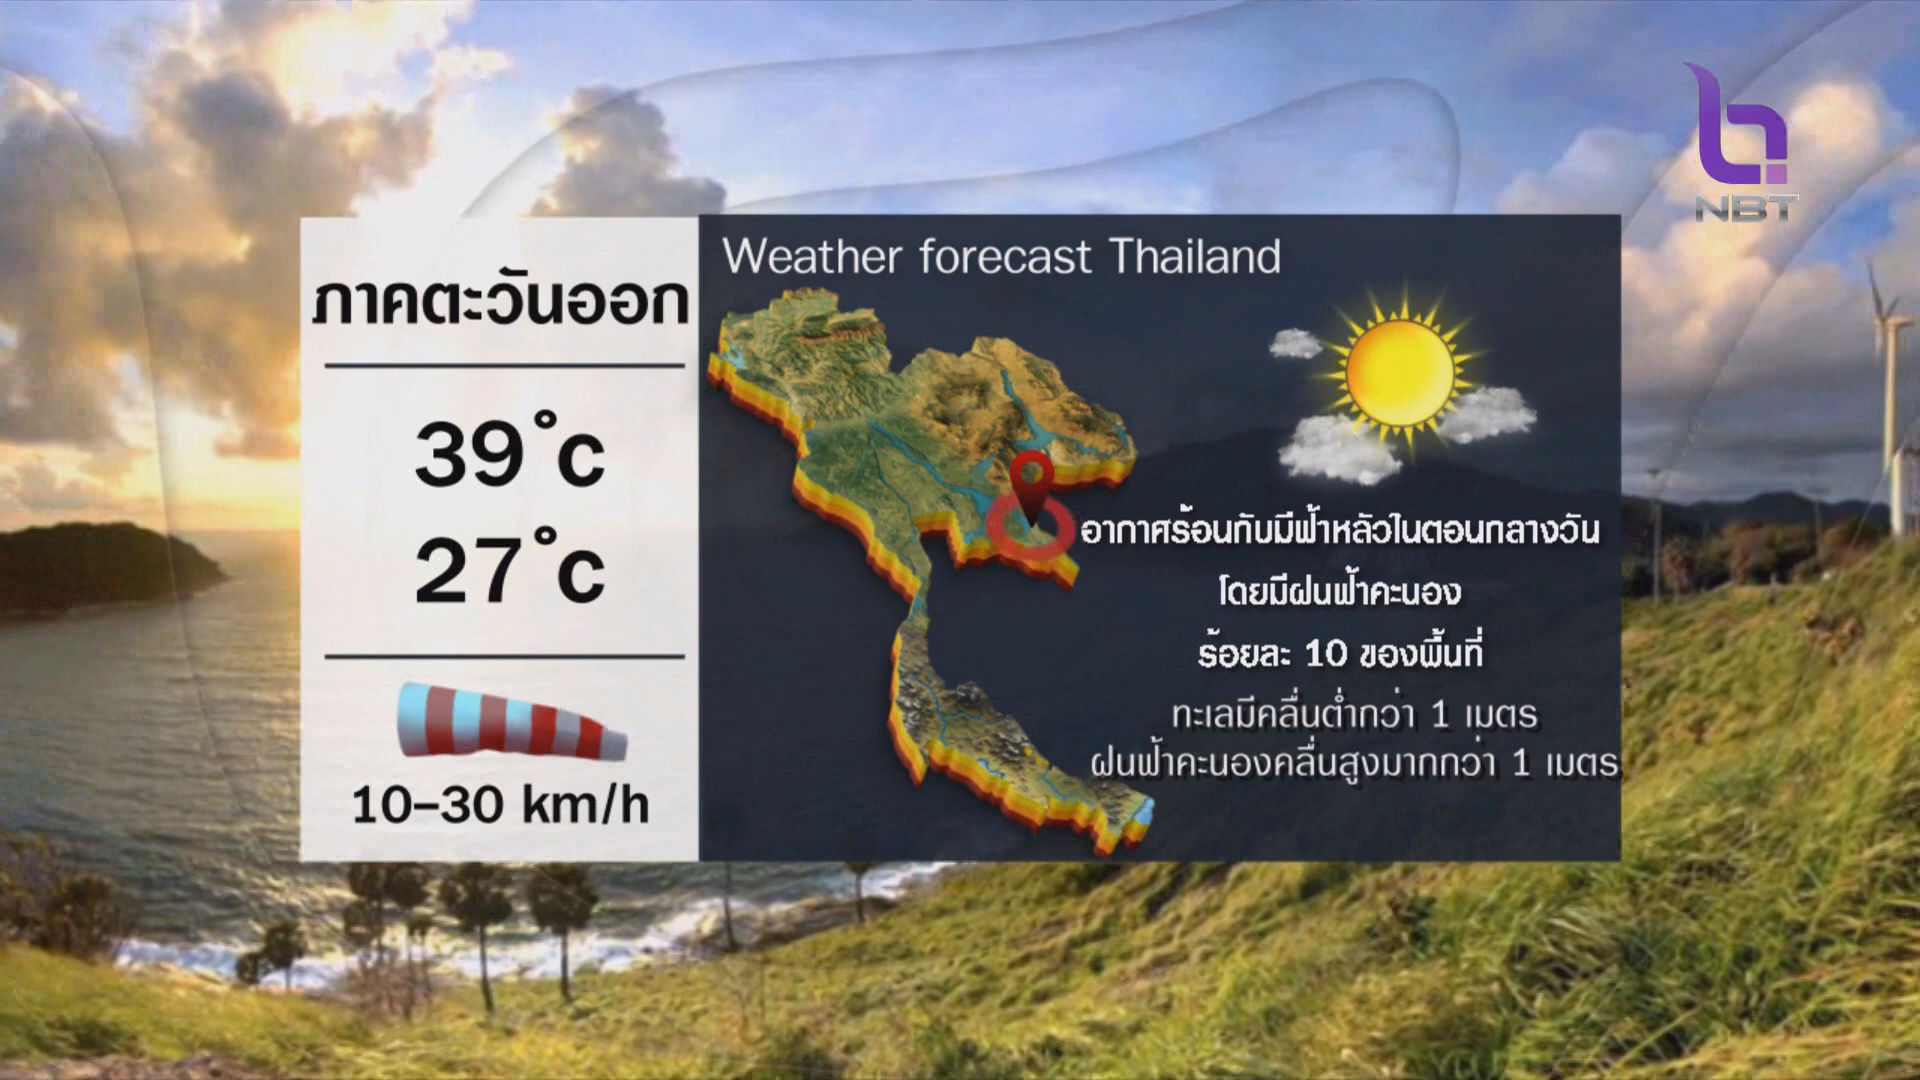 NBT
Weather forecast Thailand
ภาคตะวันออก
39°c
27°c
10–30 km/h
อากาศร้อนกับมีฟ้าหลัวในตอนกลางวัน
โดยมีฝนฟ้าคะนอง
ร้อยละ 10 ของพื้นที่
ทะเลมีคลื่นต่ำกว่า 1 เมตร
ฝนฟ้าคะนองคลื่นสูงมากกว่า 1 เมตร